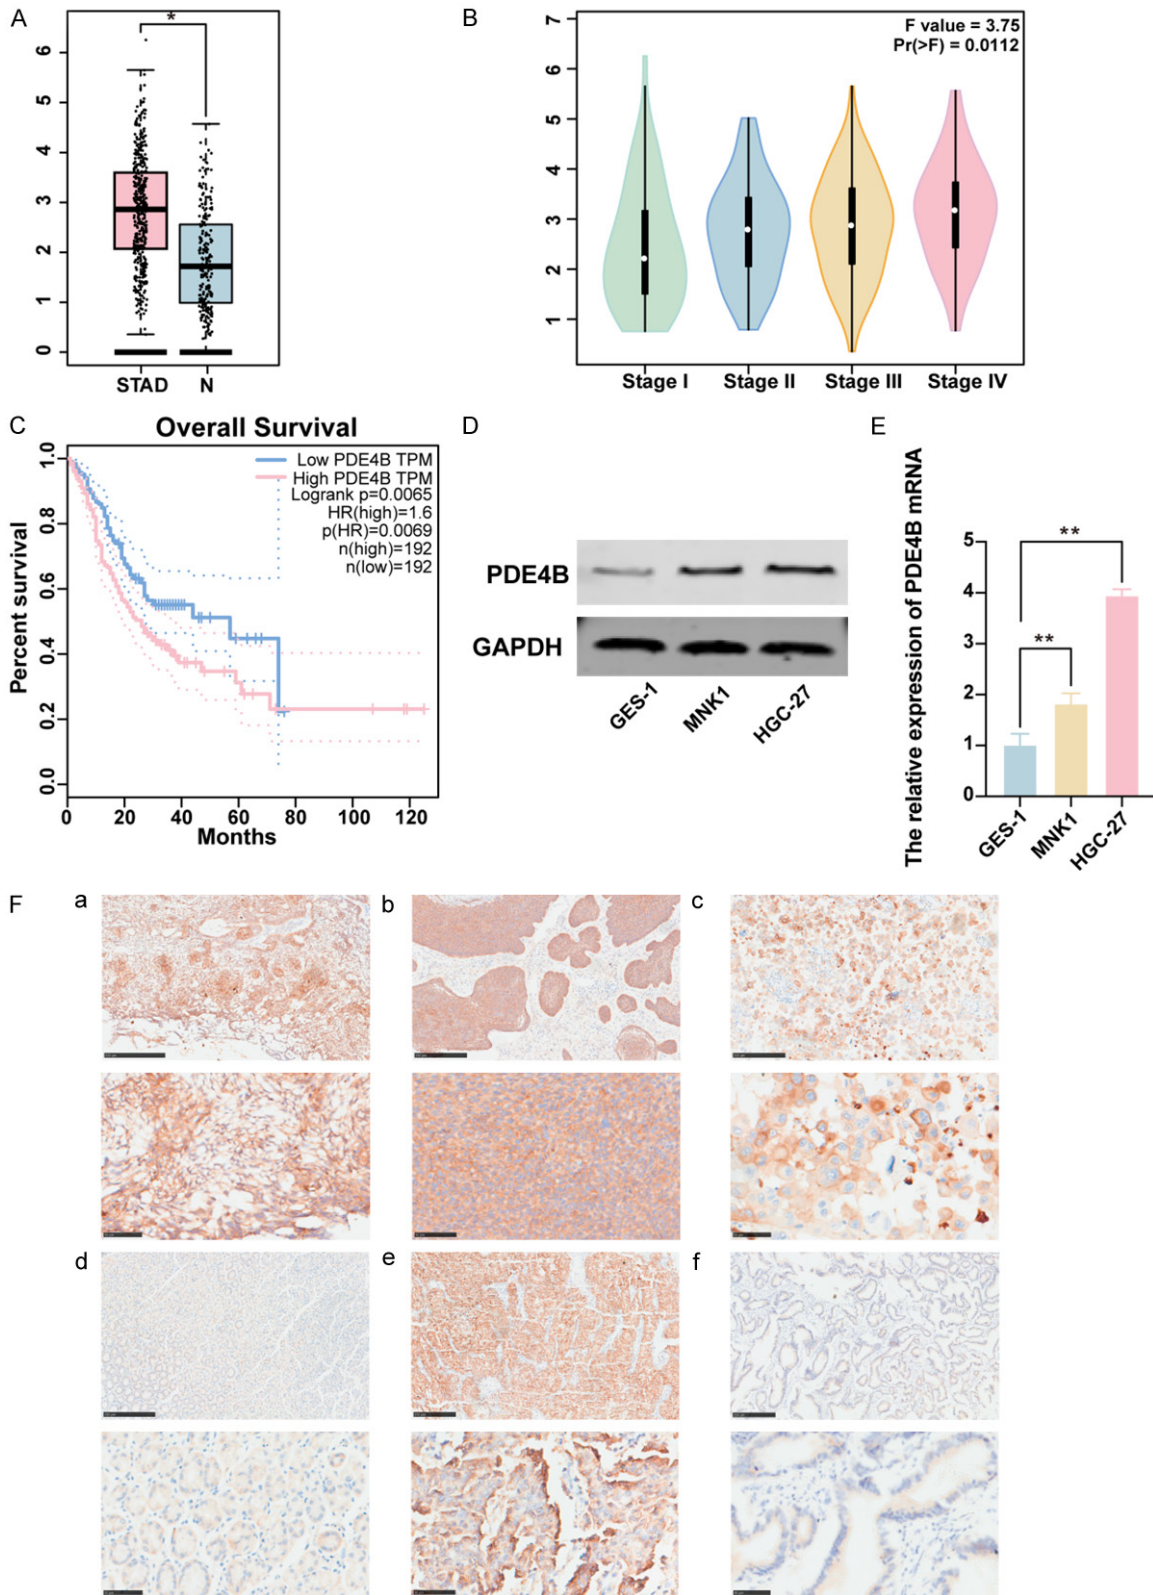 A
*
6
5
4
3
2
1
0
STAD N
B
F value = 3.75
Pr(>F) = 0.0112
7
6
5
4
3
2
1
Stage I Stage II Stage III Stage IV
C
Overall Survival
Low PDE4B TPM
High PDE4B TPM
Logrank p=0.0065
HR(high)=1.6
p(HR)=0.0069
n(high)=192
n(low)=192
Percent survival
1.0
0.8
0.6
0.4
0.2
0.0
0 20 40 60 80 100 120
Months
D
PDE4B
GAPDH
GES-1 MNK1 HGC-27
E
The relative expression of PDE4B mRNA
5
4
3
2
1
0
**
**
GES-1 MNK1 HGC-27
F
a b c
d e f